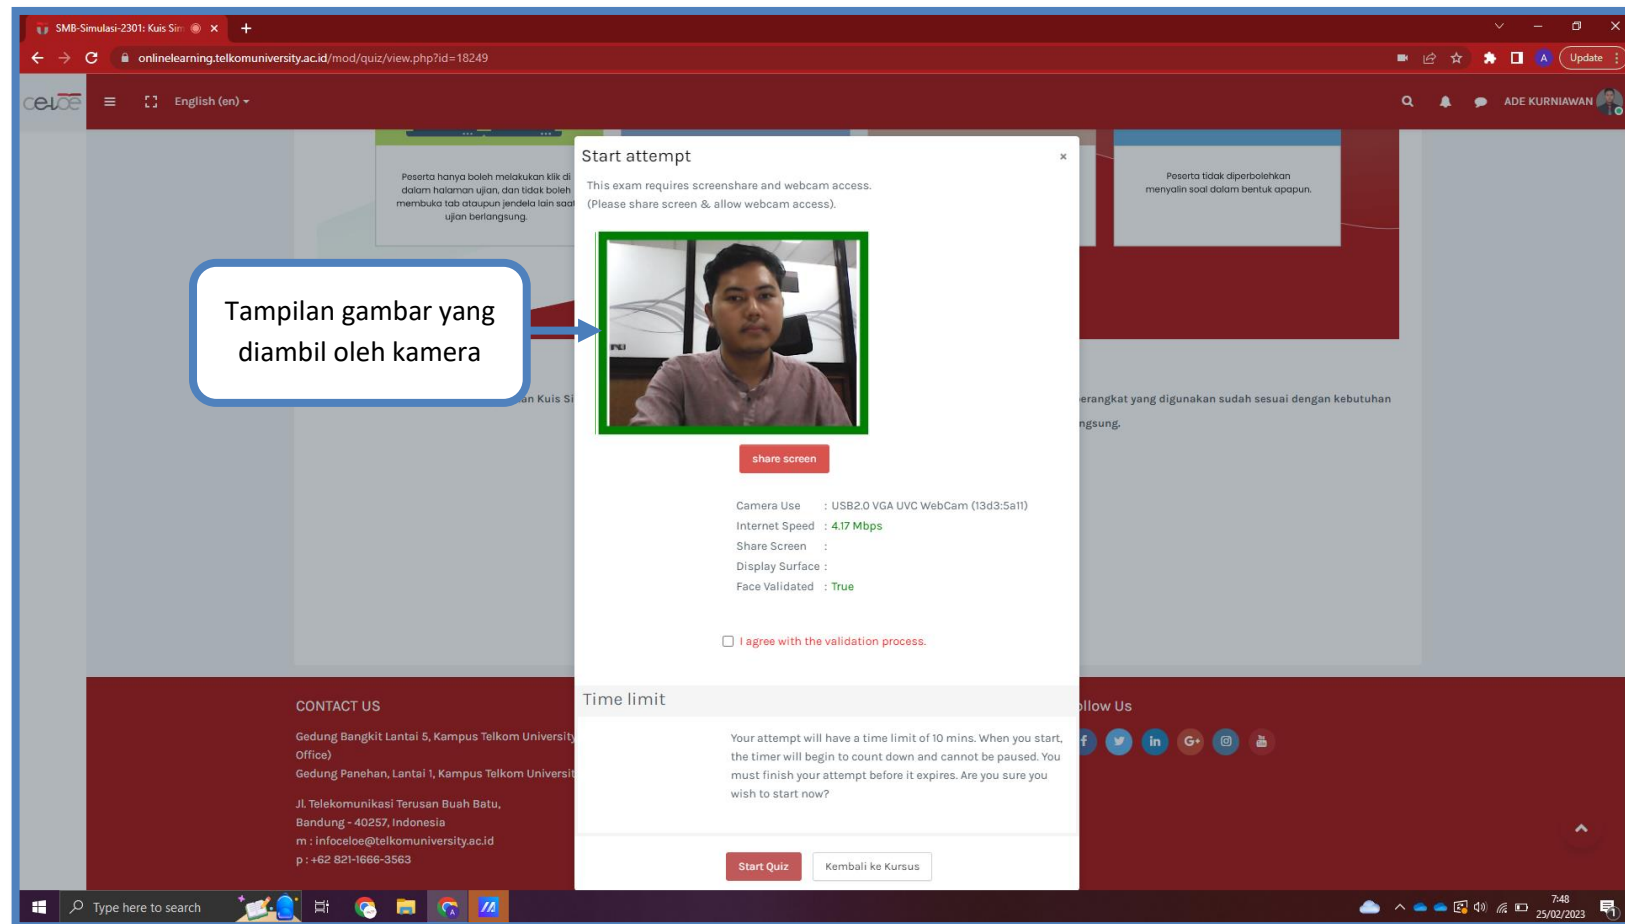 SMB-Simulasi-2301: Kuis Sim
onlinelearning.telkomuniversity.ac.id/mod/quiz/view.php?id=18249
Update
celoe
English (en)
ADE KURNIAWAN
Peserta hanya boleh melakukan klik di
dalam halaman ujian, dan tidak boleh
membuka tab ataupun jendela lain saat
ujian berlangsung.
Peserta tidak diperbolehkan
menyalin soal dalam bentuk apapun.
Start attempt
This exam requires screenshare and webcam access.
(Please share screen & allow webcam access).
Tampilan gambar yang
diambil oleh kamera
an Kuis Si
erangkat yang digunakan sudah sesuai dengan kebutuhan
ngsung.
share screen
Camera Use : USB2.0 VGA UVC WebCam (13d3:5a11)
Internet Speed : 4.17 Mbps
Share Screen :
Display Surface :
Face Validated : True
I agree with the validation process.
Time limit
Your attempt will have a time limit of 10 mins. When you start,
the timer will begin to count down and cannot be paused. You
must finish your attempt before it expires. Are you sure you
wish to start now?
Start Quiz
Kembali ke Kursus
CONTACT US
Gedung Bangkit Lantai 5, Kampus Telkom University
Office)
Gedung Panehan, Lantai 1, Kampus Telkom Universit
Jl. Telekomunikasi Terusan Buah Batu,
Bandung - 40257, Indonesia
m : infoceloe@telkomuniversity.ac.id
p : +62 821-1666-3563
ollow Us
Type here to search
7:48
25/02/2023